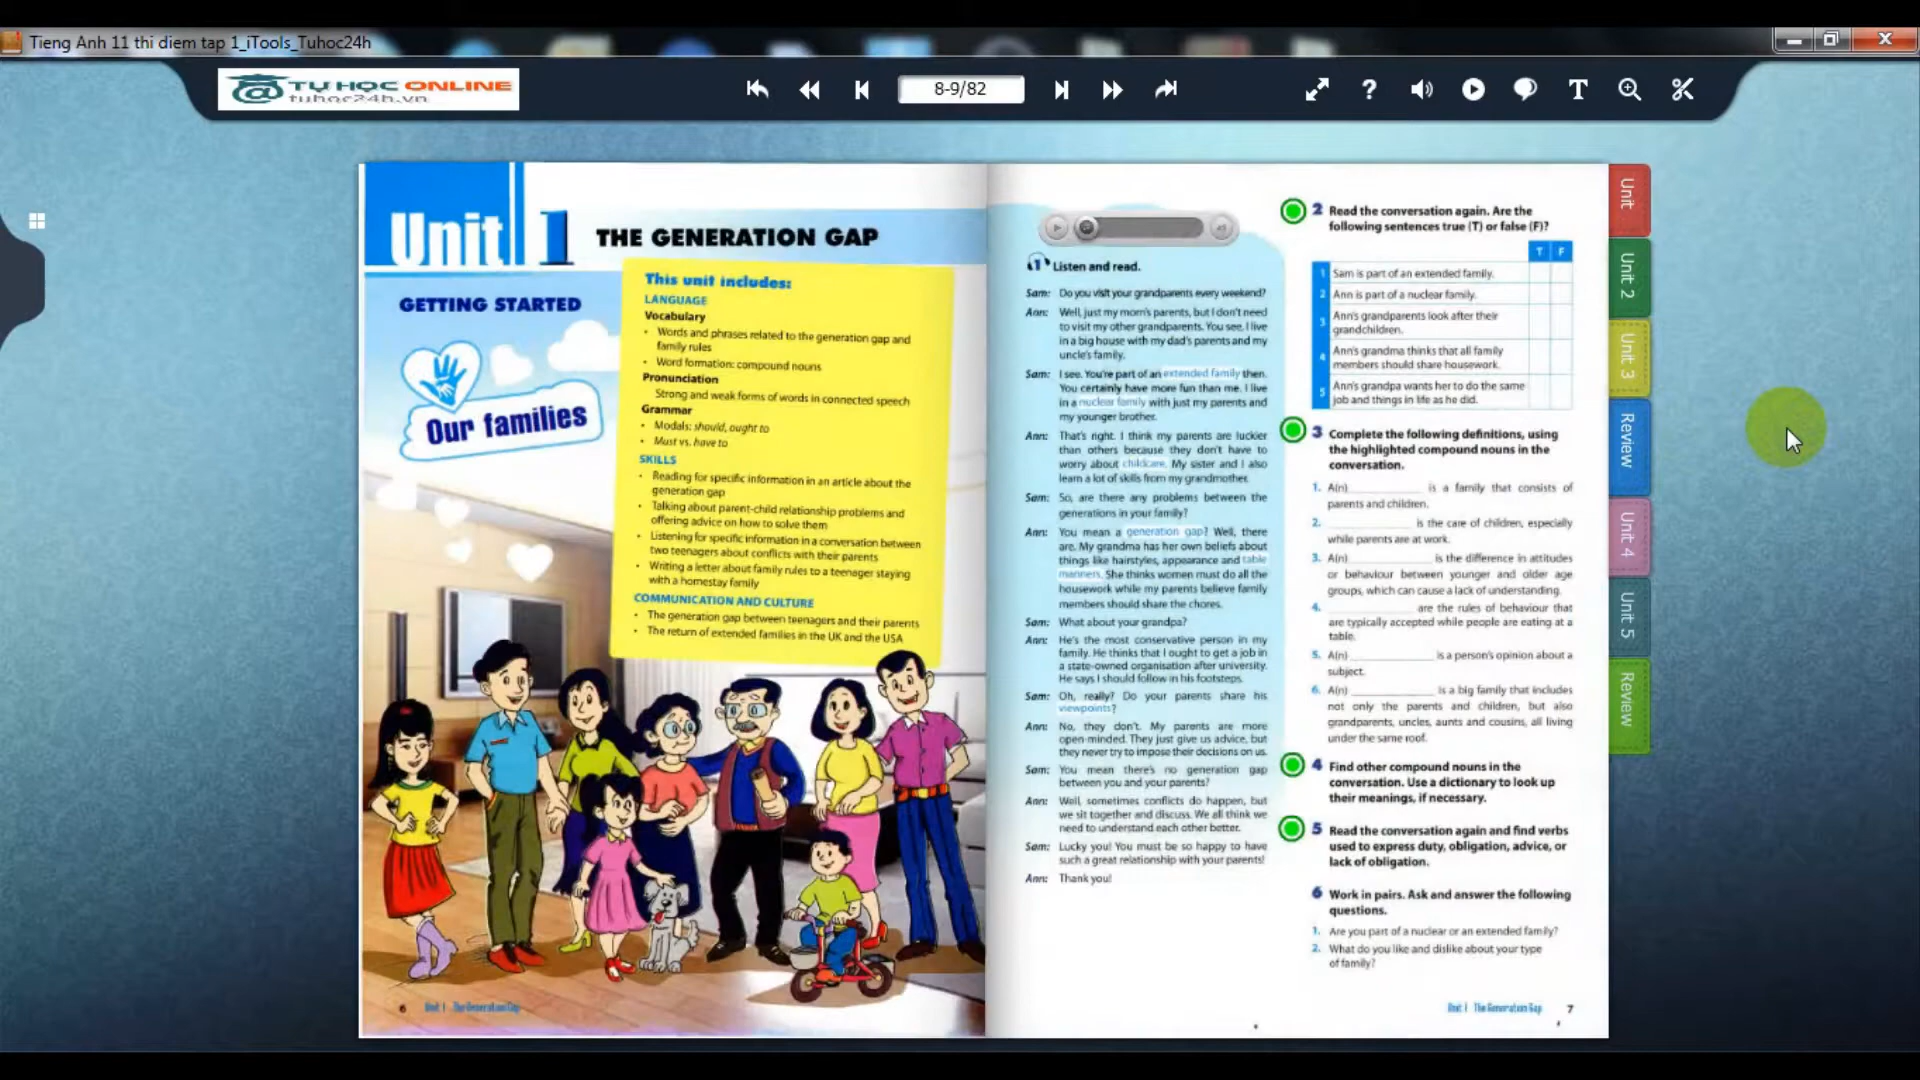 Tieng Anh 11 thi diem tap 1_iTools_Tuhoc24h
TỰ HỌC ONLINE
tuhoc24h.vn
8-9/82
Unit 1
THE GENERATION GAP
GETTING STARTED
Our families
This unit includes:
LANGUAGE
Vocabulary
• Words and phrases related to the generation gap and
family rules
• Word formation: compound nouns
Pronunciation
Strong and weak forms of words in connected speech
Grammar
• Modals: should, ought to
• Must vs. have to
SKILLS
• Reading for specific information in an article about the
generation gap
• Talking about parent-child relationship problems and
offering advice on how to solve them
• Listening for specific information in a conversation between
two teenagers about conflicts with their parents
• Writing a letter about family rules to a teenager staying
with a homestay family
COMMUNICATION AND CULTURE
• The generation gap between teenagers and their parents
• The return of extended families in the UK and the USA
6 Unit 1 The Generation Gap
1 Listen and read.
Sam: Do you visit your grandparents every weekend?
Ann: Well, just my mom's parents, but I don't need
to visit my other grandparents. You see, I live
in a big house with my dad's parents and my
uncle's family.
Sam: I see. You're part of an extended family then.
You certainly have more fun than me. I live
in a nuclear family with just my parents and
my younger brother.
Ann: That's right. I think my parents are luckier
than others because they don't have to
worry about childcare. My sister and I also
learn a lot of skills from my grandmother.
Sam: So, are there any problems between the
generations in your family?
Ann: You mean a generation gap? Well, there
are. My grandma has her own beliefs about
things like hairstyles, appearance and table
manners. She thinks women must do all the
housework while my parents believe family
members should share the chores.
Sam: What about your grandpa?
Ann: He's the most conservative person in my
family. He thinks that I ought to get a job in
a state-owned organisation after university.
He says I should follow in his footsteps.
Sam: Oh, really? Do your parents share his
viewpoints?
Ann: No, they don't. My parents are more
open-minded. They just give us advice, but
they never try to impose their decisions on us.
Sam: You mean there's no generation gap
between you and your parents?
Ann: Well, sometimes conflicts do happen, but
we sit together and discuss. We all think we
need to understand each other better.
Sam: Lucky you! You must be so happy to have
such a great relationship with your parents!
Ann: Thank you!
2 Read the conversation again. Are the
following sentences true (T) or false (F)?
T F
1 Sam is part of an extended family.
2 Ann is part of a nuclear family.
3 Ann's grandparents look after their
grandchildren.
4 Ann's grandma thinks that all family
members should share housework.
5 Ann's grandpa wants her to do the same
job and things in life as he did.
3 Complete the following definitions, using
the highlighted compound nouns in the
conversation.
1. A(n) ____________ is a family that consists of
parents and children.
2. ____________ is the care of children, especially
while parents are at work.
3. A(n) ____________ is the difference in attitudes
or behaviour between younger and older age
groups, which can cause a lack of understanding.
4. ____________ are the rules of behaviour that
are typically accepted while people are eating at a
table.
5. A(n) ____________ is a person's opinion about a
subject.
6. A(n) ____________ is a big family that includes
not only the parents and children, but also
grandparents, uncles, aunts and cousins, all living
under the same roof.
4 Find other compound nouns in the
conversation. Use a dictionary to look up
their meanings, if necessary.
5 Read the conversation again and find verbs
used to express duty, obligation, advice, or
lack of obligation.
6 Work in pairs. Ask and answer the following
questions.
1. Are you part of a nuclear or an extended family?
2. What do you like and dislike about your type
of family?
Unit 1 The Generation Gap 7
Unit
Unit 2
Unit 3
Review
Unit 4
Unit 5
Review